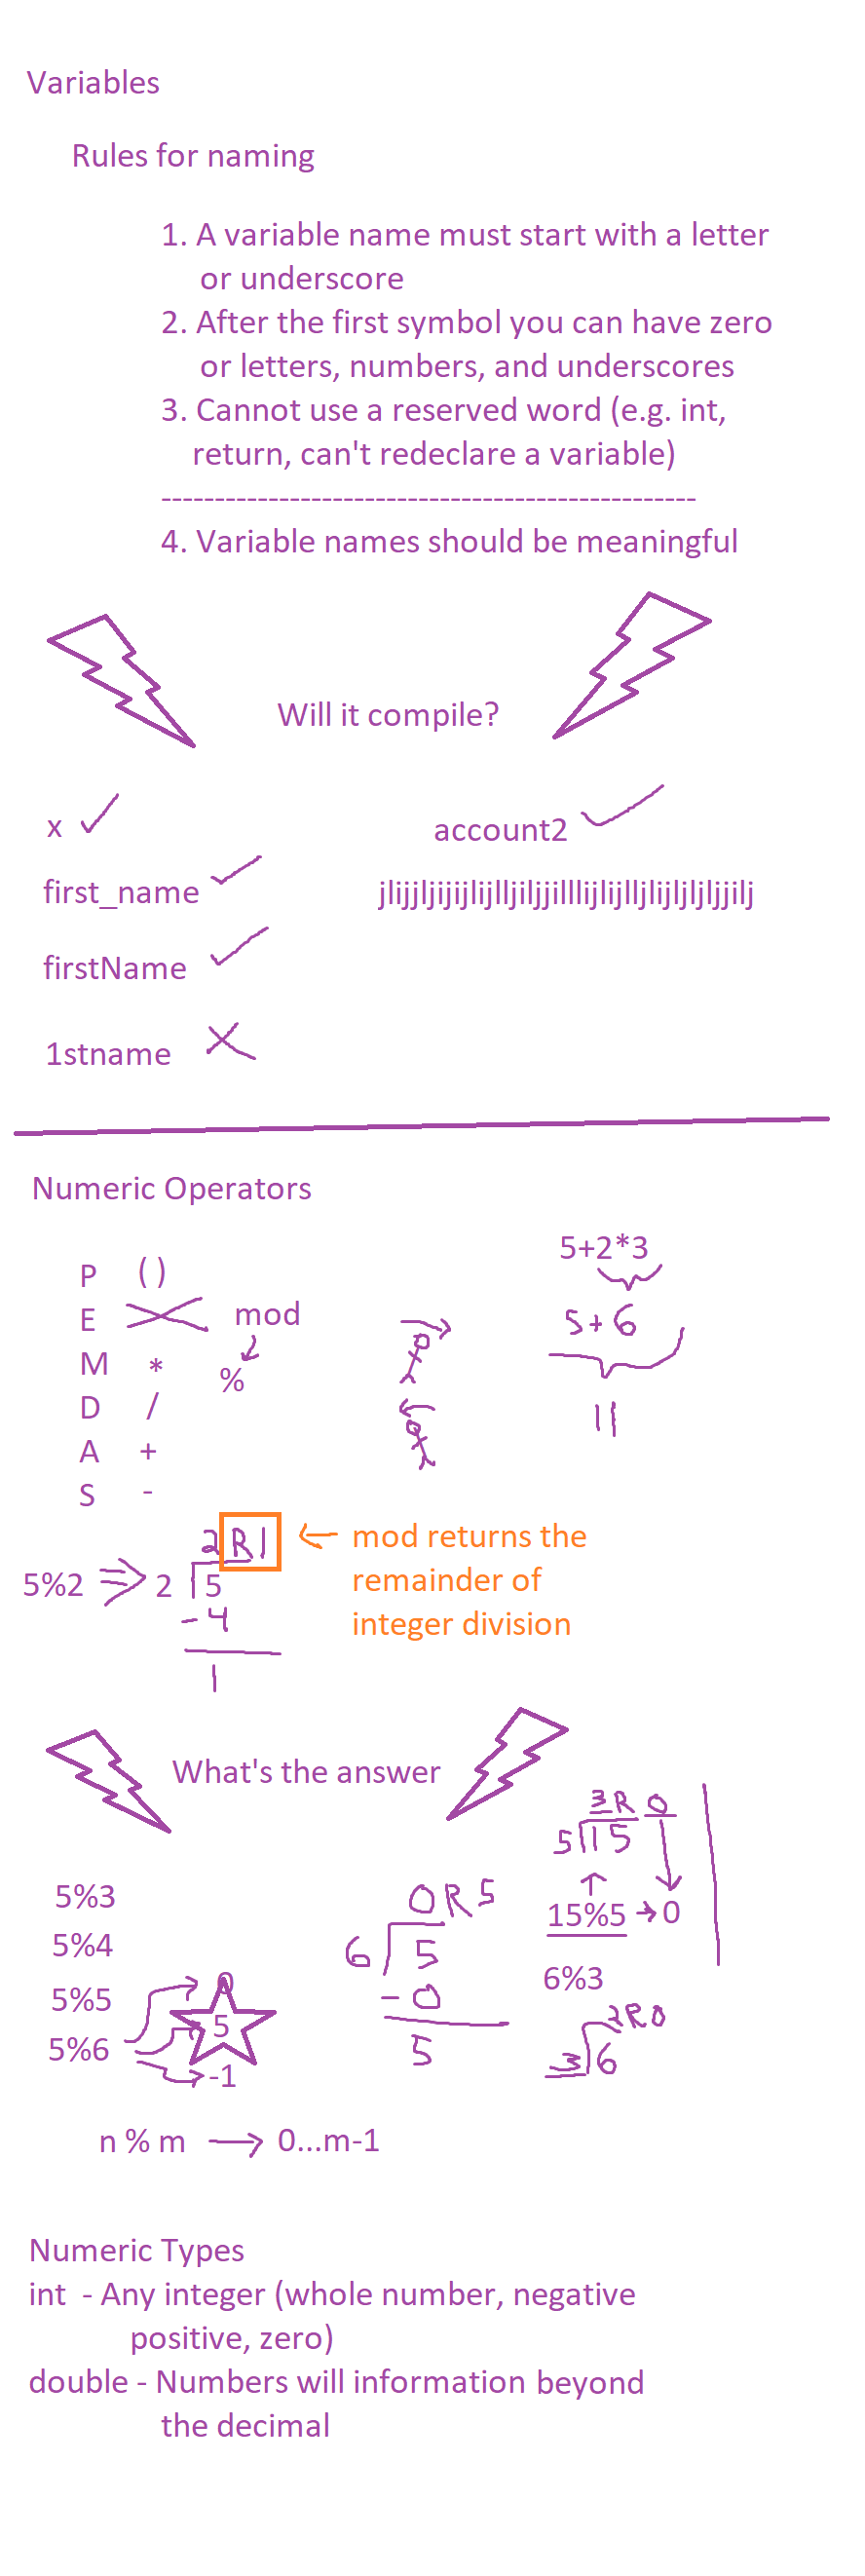 Variables
Rules for naming
1. A variable name must start with a letter
or underscore
2. After the first symbol you can have zero
or letters, numbers, and underscores
3. Cannot use a reserved word (e.g. int,
return, can't redeclare a variable)
--------------------------------------------------
4. Variable names should be meaningful
Will it compile?
x
account2
first_name
firstName
1stname
Numeric Operators
5+2*3
5+6
11
P ( )
E mod
M * %
D /
A +
S -
2 R1
5%2 2 5
-4
1
mod returns the
remainder of
integer division
What's the answer
5%3
5%4
5%5
5%6
0
5
-1
0 R 5
6 5
- 0
5
3 R 0
5 15
15%5 0
6%3
2 R 0
3 6
n % m 0...m-1
Numeric Types
int - Any integer (whole number, negative
positive, zero)
double - Numbers will information beyond
the decimal